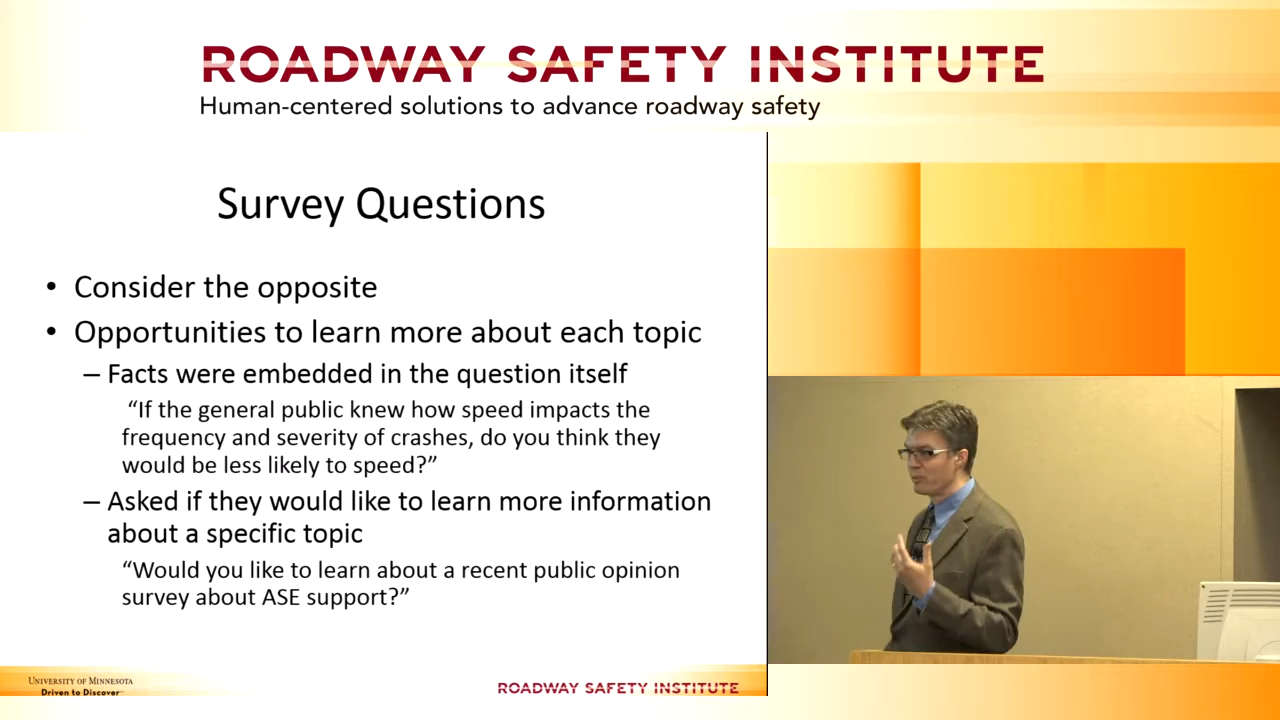 ROADWAY SAFETY INSTITUTE
Human-centered solutions to advance roadway safety
Survey Questions
• Consider the opposite
• Opportunities to learn more about each topic
– Facts were embedded in the question itself
“If the general public knew how speed impacts the
frequency and severity of crashes, do you think they
would be less likely to speed?”
– Asked if they would like to learn more information
about a specific topic
“Would you like to learn about a recent public opinion
survey about ASE support?”
UNIVERSITY OF MINNESOTA
Driven to Discover
ROADWAY SAFETY INSTITUTE